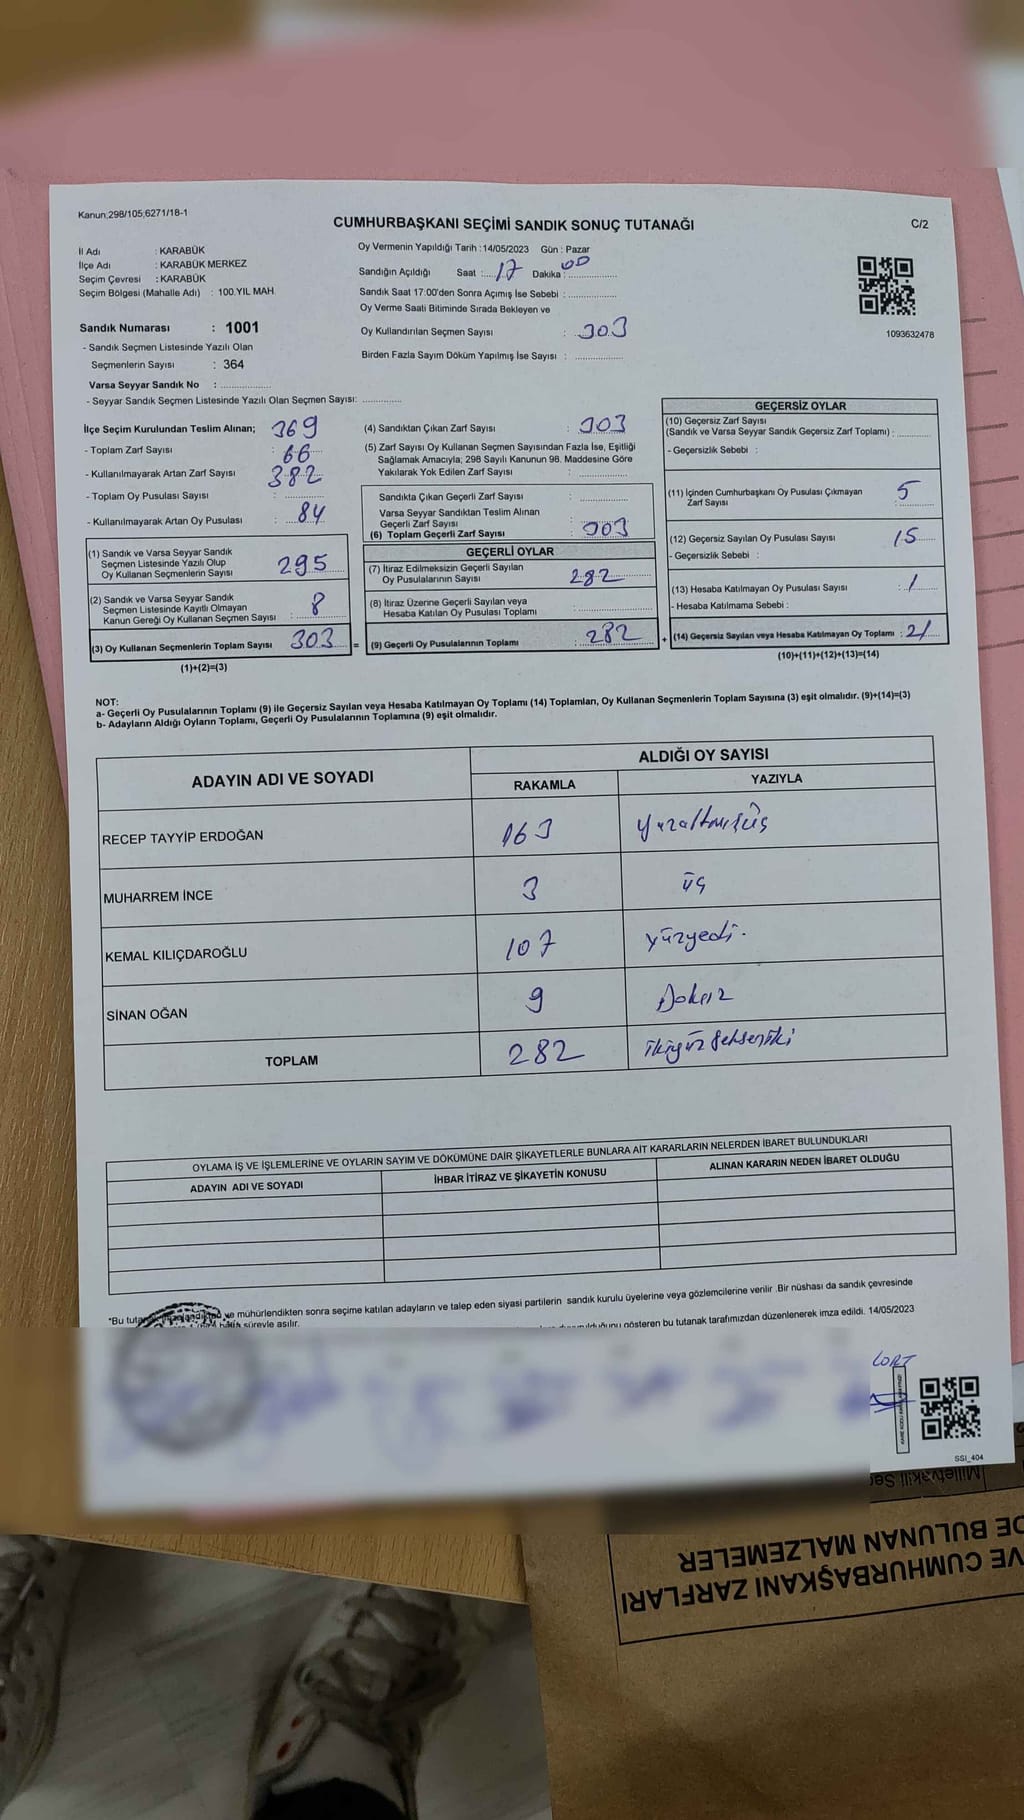 Kanun,298/105,6271/18-1
CUMHURBAŞKANI SEÇİMİ SANDIK SONUÇ TUTANAĞI
C/2
İl Adı : KARABÜK
İlçe Adı : KARABÜK MERKEZ
Seçim Çevresi : KARABÜK
Seçim Bölgesi (Mahalle Adı) : 100.YIL MAH.
Sandık Numarası : 1001
- Sandık Seçmen Listesinde Yazılı Olan
Seçmenlerin Sayısı : 364
Varsa Seyyar Sandık No : ..................
- Seyyar Sandık Seçmen Listesinde Yazılı Olan Seçmen Sayısı: ..............
Oy Vermenin Yapıldığı Tarih : 14/05/2023 Gün : Pazar
Sandığın Açıldığı Saat : 17 Dakika : 00
Sandık Saat 17:00'den Sonra Açımış İse Sebebi : .................
Oy Verme Saati Bitiminde Sırada Bekleyen ve
Oy Kullandırılan Seçmen Sayısı : 303
Birden Fazla Sayım Döküm Yapılmış İse Sayısı : .................
1093632478
İlçe Seçim Kurulundan Teslim Alınan; 369
- Toplam Zarf Sayısı : 66
- Kullanılmayarak Artan Zarf Sayısı 382
- Toplam Oy Pusulası Sayısı : ..............
- Kullanılmayarak Artan Oy Pusulası : 84
(1) Sandık ve Varsa Seyyar Sandık
Seçmen Listesinde Yazılı Olup
Oy Kullanan Seçmenlerin Sayısı 295
(2) Sandık ve Varsa Seyyar Sandık
Seçmen Listesinde Kayıtlı Olmayan
Kanun Gereği Oy Kullanan Seçmen Sayısı : 8
(3) Oy Kullanan Seçmenlerin Toplam Sayısı 303 =
(1)+(2)=(3)
(4) Sandıktan Çıkan Zarf Sayısı : 303
(5) Zarf Sayısı Oy Kullanan Seçmen Sayısından Fazla İse, Eşitliği
Sağlamak Amacıyla; 298 Sayılı Kanunun 98. Maddesine Göre
Yakılarak Yok Edilen Zarf Sayısı : ..................
Sandıkta Çıkan Geçerli Zarf Sayısı : ..................
Varsa Seyyar Sandıktan Teslim Alınan
Geçerli Zarf Sayısı :
(6) Toplam Geçerli Zarf Sayısı : 303
GEÇERLİ OYLAR
(7) İtiraz Edilmeksizin Geçerli Sayılan
Oy Pusulalarının Sayısı 282
(8) İtiraz Üzerine Geçerli Sayılan veya
Hesaba Katılan Oy Pusulası Toplamı : ..................
(9) Geçerli Oy Pusulalarının Toplamı : 282 +
GEÇERSİZ OYLAR
(10) Geçersiz Zarf Sayısı
(Sandık ve Varsa Seyyar Sandık Geçersiz Zarf Toplamı) : ..........
- Geçersizlik Sebebi :
(11) İçinden Cumhurbaşkanı Oy Pusulası Çıkmayan
Zarf Sayısı : 5
(12) Geçersiz Sayılan Oy Pusulası Sayısı 15
- Geçersizlik Sebebi :
(13) Hesaba Katılmayan Oy Pusulası Sayısı : 1
- Hesaba Katılmama Sebebi :
(14) Geçersiz Sayılan veya Hesaba Katılmayan Oy Toplamı : 21
(10)+(11)+(12)+(13)=(14)
NOT:
a- Geçerli Oy Pusulalarının Toplamı (9) ile Geçersiz Sayılan veya Hesaba Katılmayan Oy Toplamı (14) Toplamları, Oy Kullanan Seçmenlerin Toplam Sayısına (3) eşit olmalıdır. (9)+(14)=(3)
b- Adayların Aldığı Oyların Toplamı, Geçerli Oy Pusulalarının Toplamına (9) eşit olmalıdır.
ADAYIN ADI VE SOYADI
ALDIĞI OY SAYISI
RAKAMLA YAZIYLA
RECEP TAYYİP ERDOĞAN 163 yüzaltmışüç
MUHARREM İNCE 3 üç
KEMAL KILIÇDAROĞLU 107 yüzyedi.
SİNAN OĞAN 9 Dokuz
TOPLAM 282 ikiyüzsekseniki
OYLAMA İŞ VE İŞLEMLERİNE VE OYLARIN SAYIM VE DÖKÜMÜNE DAİR ŞİKAYETLERLE BUNLARA AİT KARARLARIN NELERDEN İBARET BULUNDUKLARI
ADAYIN ADI VE SOYADI İHBAR İTİRAZ VE ŞİKAYETİN KONUSU ALINAN KARARIN NEDEN İBARET OLDUĞU
*Bu ve mühürlendikten sonra seçime katılan adayların ve talep eden siyasi partilerin sandık kurulu üyelerine veya gözlemcilerine verilir .Bir nüshası da sandık çevresinde
süreyle asılır.
gösteren bu tutanak tarafımızdan düzenlenerek imza edildi. 14/05/2023
SSI_404
VE CUMHURBAŞKANI ZARFLARI
DE BULUNAN MALZEMELER